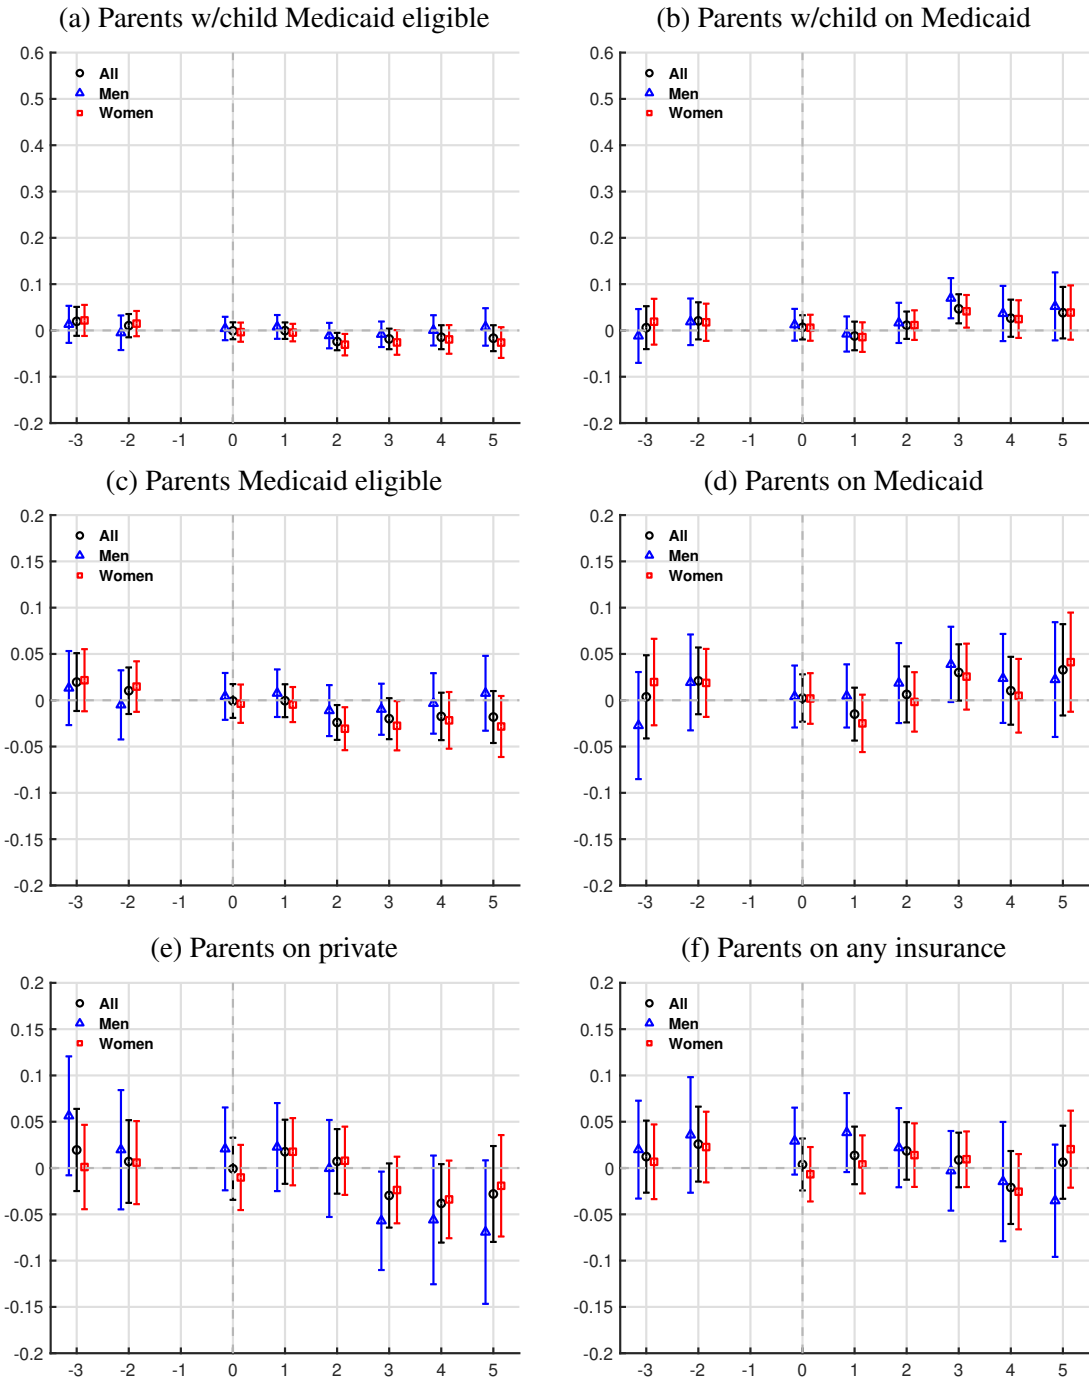 (a) Parents w/child Medicaid eligible
0.6
0.5
0.4
0.3
0.2
0.1
0
-0.1
-0.2
All
Men
Women
-3 -2 -1 0 1 2 3 4 5
(b) Parents w/child on Medicaid
0.6
0.5
0.4
0.3
0.2
0.1
0
-0.1
-0.2
All
Men
Women
-3 -2 -1 0 1 2 3 4 5
(c) Parents Medicaid eligible
0.2
0.15
0.1
0.05
0
-0.05
-0.1
-0.15
-0.2
All
Men
Women
-3 -2 -1 0 1 2 3 4 5
(d) Parents on Medicaid
0.2
0.15
0.1
0.05
0
-0.05
-0.1
-0.15
-0.2
All
Men
Women
-3 -2 -1 0 1 2 3 4 5
(e) Parents on private
0.2
0.15
0.1
0.05
0
-0.05
-0.1
-0.15
-0.2
All
Men
Women
-3 -2 -1 0 1 2 3 4 5
(f) Parents on any insurance
0.2
0.15
0.1
0.05
0
-0.05
-0.1
-0.15
-0.2
All
Men
Women
-3 -2 -1 0 1 2 3 4 5